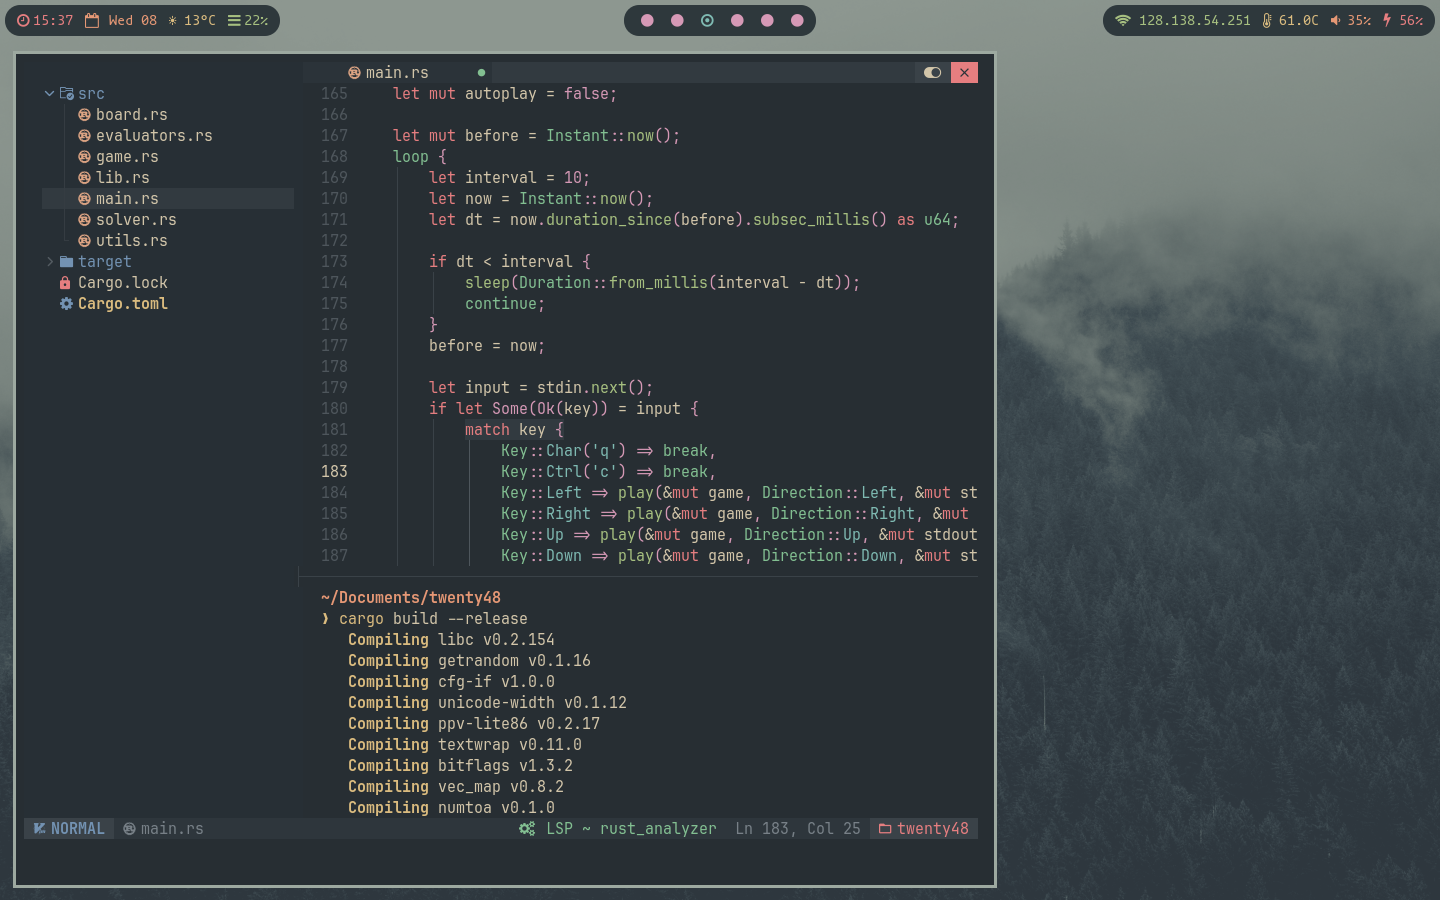 15:37 Wed 08 13°C 22%
128.138.54.251 61.0C 35% 56%
main.rs
src
board.rs
evaluators.rs
game.rs
lib.rs
main.rs
solver.rs
utils.rs
target
Cargo.lock
Cargo.toml
165 let mut autoplay = false;
166
167 let mut before = Instant::now();
168 loop {
169 let interval = 10;
170 let now = Instant::now();
171 let dt = now.duration_since(before).subsec_millis() as u64;
172
173 if dt < interval {
174 sleep(Duration::from_millis(interval - dt));
175 continue;
176 }
177 before = now;
178
179 let input = stdin.next();
180 if let Some(Ok(key)) = input {
181 match key {
182 Key::Char('q') => break,
183 Key::Ctrl('c') => break,
184 Key::Left => play(&mut game, Direction::Left, &mut st
185 Key::Right => play(&mut game, Direction::Right, &mut
186 Key::Up => play(&mut game, Direction::Up, &mut stdout
187 Key::Down => play(&mut game, Direction::Down, &mut st
~/Documents/twenty48
❯ cargo build --release
Compiling libc v0.2.154
Compiling getrandom v0.1.16
Compiling cfg-if v1.0.0
Compiling unicode-width v0.1.12
Compiling ppv-lite86 v0.2.17
Compiling textwrap v0.11.0
Compiling bitflags v1.3.2
Compiling vec_map v0.8.2
Compiling numtoa v0.1.0
NORMAL main.rs LSP ~ rust_analyzer Ln 183, Col 25 twenty48